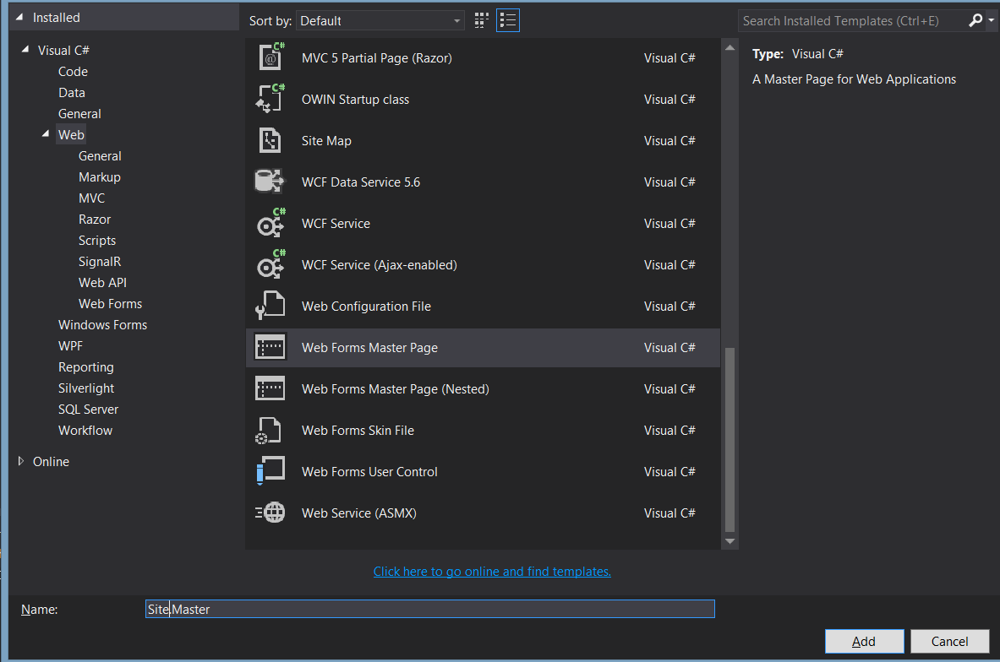 Installed
Sort by: Default
Search Installed Templates (Ctrl+E)
Visual C#
Code
Data
General
Web
General
Markup
MVC
Razor
Scripts
SignalR
Web API
Web Forms
Windows Forms
WPF
Reporting
Silverlight
SQL Server
Workflow
Online
C#
MVC 5 Partial Page (Razor) Visual C#
C#
OWIN Startup class Visual C#
Site Map Visual C#
WCF Data Service 5.6 Visual C#
C#
WCF Service Visual C#
C#
WCF Service (Ajax-enabled) Visual C#
Web Configuration File Visual C#
Web Forms Master Page Visual C#
Web Forms Master Page (Nested) Visual C#
Web Forms Skin File Visual C#
Web Forms User Control Visual C#
Web Service (ASMX) Visual C#
Click here to go online and find templates.
Type: Visual C#
A Master Page for Web Applications
Name: Site.Master
Add Cancel